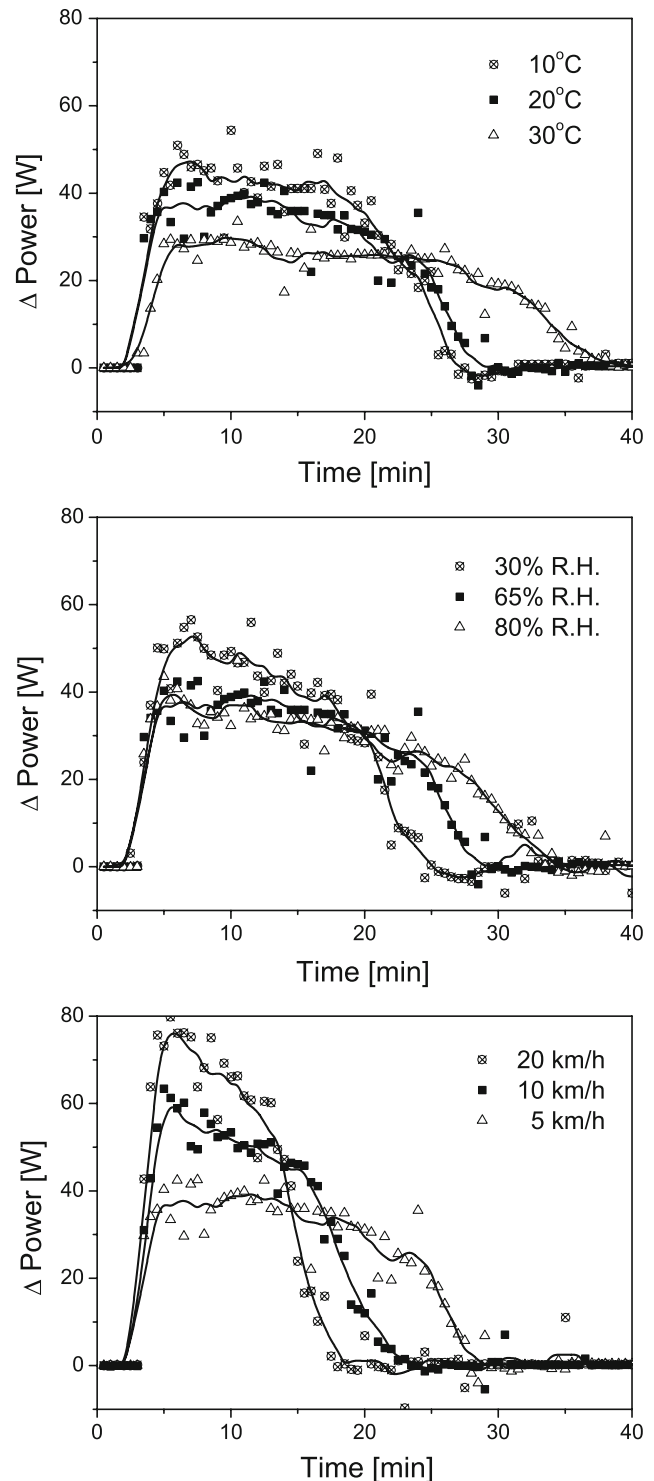 80
10°C
20°C
30°C
60
40
20
0
Δ Power [W]
0 10 20 30 40
Time [min]
80
30% R.H.
65% R.H.
80% R.H.
60
40
20
0
Δ Power [W]
0 10 20 30 40
Time [min]
80
20 km/h
10 km/h
5 km/h
60
40
20
0
Δ Power [W]
0 10 20 30 40
Time [min]